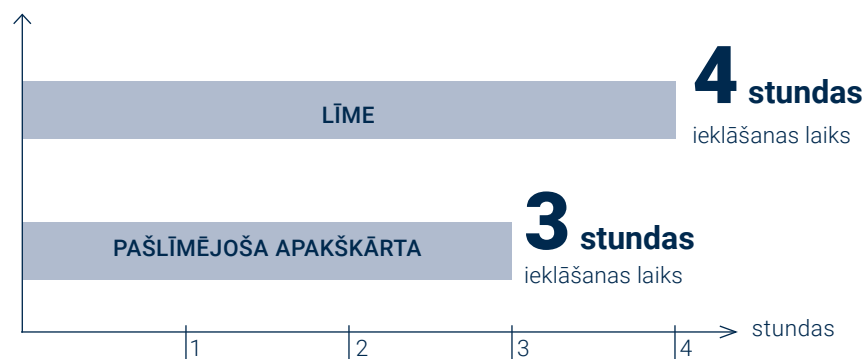 LĪME
4 stundas
ieklāšanas laiks
PAŠLĪMĒJOŠA APAKŠKĀRTA
3 stundas
ieklāšanas laiks
stundas
1 2 3 4